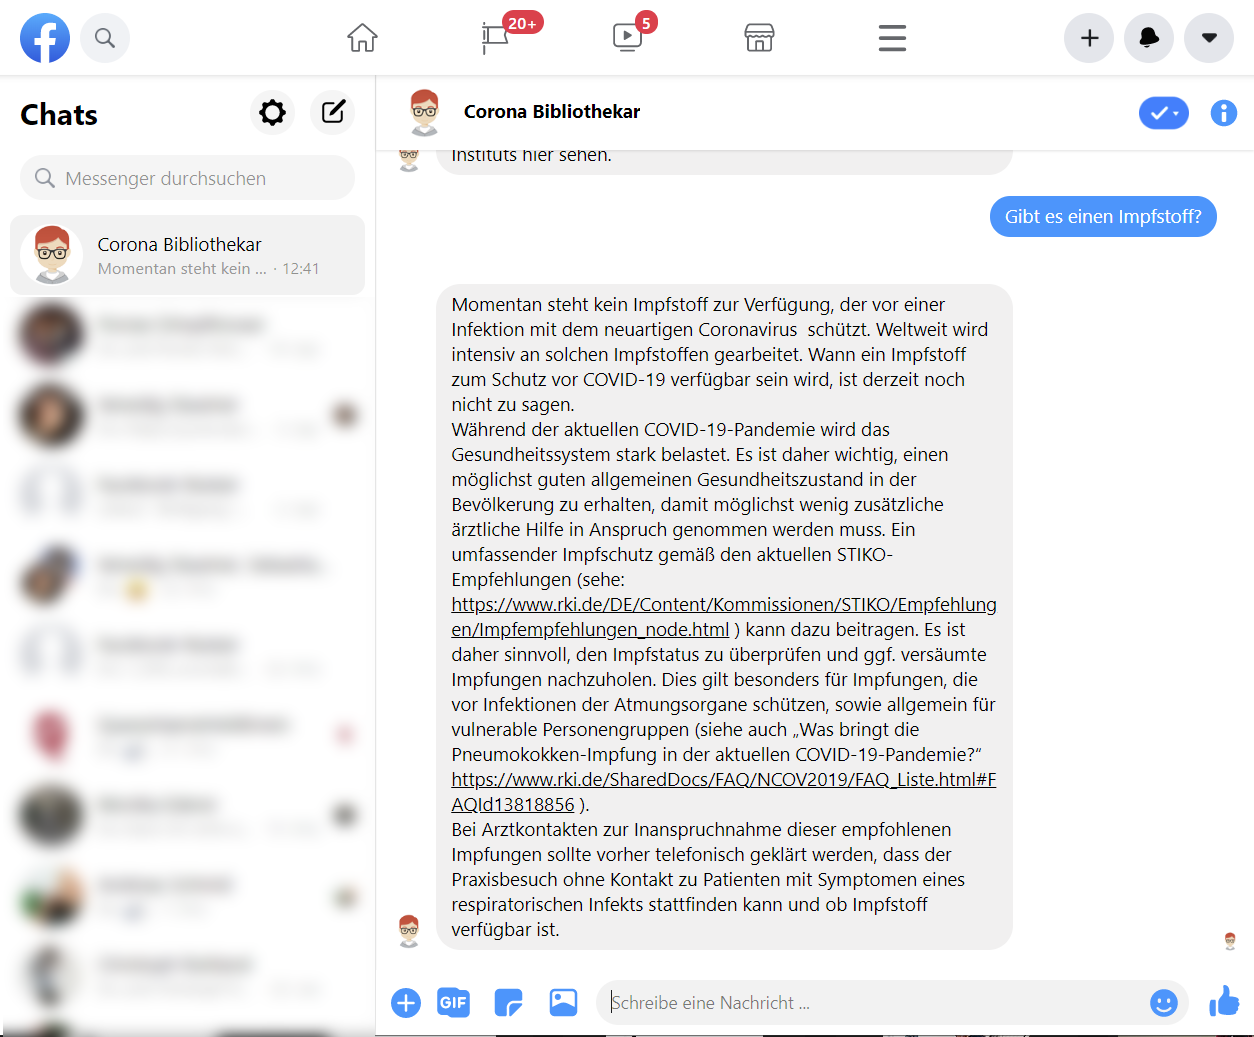 20+
5
Chats
Messenger durchsuchen
Corona Bibliothekar
Momentan steht kein ... · 12:41
Corona Bibliothekar
Instituts hier sehen.
Gibt es einen Impfstoff?
Momentan steht kein Impfstoff zur Verfügung, der vor einer
Infektion mit dem neuartigen Coronavirus  schützt. Weltweit wird
intensiv an solchen Impfstoffen gearbeitet. Wann ein Impfstoff
zum Schutz vor COVID-19 verfügbar sein wird, ist derzeit noch
nicht zu sagen.
Während der aktuellen COVID-19-Pandemie wird das
Gesundheitssystem stark belastet. Es ist daher wichtig, einen
möglichst guten allgemeinen Gesundheitszustand in der
Bevölkerung zu erhalten, damit möglichst wenig zusätzliche
ärztliche Hilfe in Anspruch genommen werden muss. Ein
umfassender Impfschutz gemäß den aktuellen STIKO-
Empfehlungen (sehe:
https://www.rki.de/DE/Content/Kommissionen/STIKO/Empfehlung
en/Impfempfehlungen_node.html ) kann dazu beitragen. Es ist
daher sinnvoll, den Impfstatus zu überprüfen und ggf. versäumte
Impfungen nachzuholen. Dies gilt besonders für Impfungen, die
vor Infektionen der Atmungsorgane schützen, sowie allgemein für
vulnerable Personengruppen (siehe auch „Was bringt die
Pneumokokken-Impfung in der aktuellen COVID-19-Pandemie?“
https://www.rki.de/SharedDocs/FAQ/NCOV2019/FAQ_Liste.html#F
AQId13818856 ).
Bei Arztkontakten zur Inanspruchnahme dieser empfohlenen
Impfungen sollte vorher telefonisch geklärt werden, dass der
Praxisbesuch ohne Kontakt zu Patienten mit Symptomen eines
respiratorischen Infekts stattfinden kann und ob Impfstoff
verfügbar ist.
GIF
Schreibe eine Nachricht ...